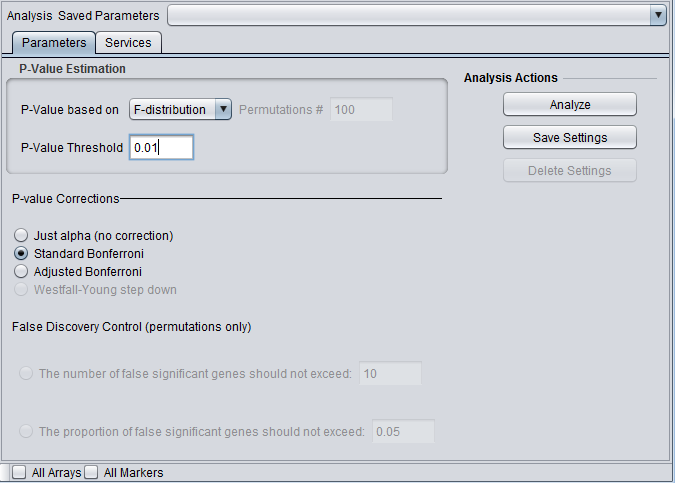 Analysis Saved Parameters
Parameters Services
P-Value Estimation
Analysis Actions
P-Value based on F-distribution Permutations # 100
Analyze
P-Value Threshold 0.01
Save Settings
Delete Settings
P-value Corrections
Just alpha (no correction)
Standard Bonferroni
Adjusted Bonferroni
Westfall-Young step down
False Discovery Control (permutations only)
The number of false significant genes should not exceed: 10
The proportion of false significant genes should not exceed: 0.05
All Arrays All Markers